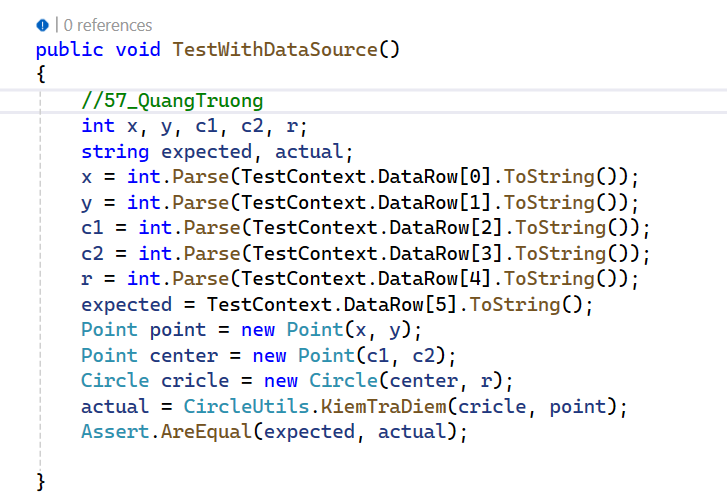 | 0 references
public void TestWithDataSource()
{
//57_QuangTruong
int x, y, c1, c2, r;
string expected, actual;
x = int.Parse(TestContext.DataRow[0].ToString());
y = int.Parse(TestContext.DataRow[1].ToString());
c1 = int.Parse(TestContext.DataRow[2].ToString());
c2 = int.Parse(TestContext.DataRow[3].ToString());
r = int.Parse(TestContext.DataRow[4].ToString());
expected = TestContext.DataRow[5].ToString();
Point point = new Point(x, y);
Point center = new Point(c1, c2);
Circle cricle = new Circle(center, r);
actual = CircleUtils.KiemTraDiem(cricle, point);
Assert.AreEqual(expected, actual);
}